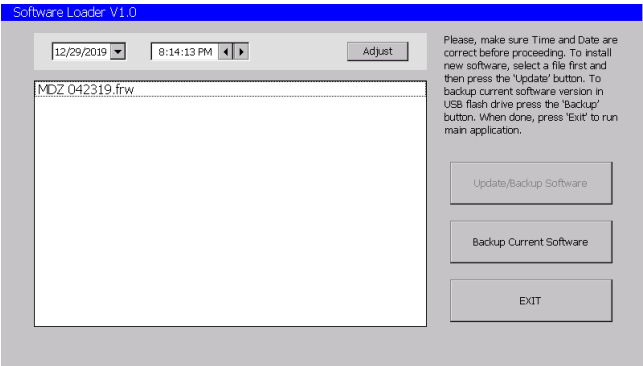 Software Loader V1.0
12/29/2019
8:14:13 PM
Adjust
MDZ 042319.frw
Please, make sure Time and Date are
correct before proceeding. To install
new software, select a file first and
then press the 'Update' button. To
backup current software version in
USB flash drive press the 'Backup'
button. When done, press 'Exit' to run
main application.
Update/Backup Software
Backup Current Software
EXIT